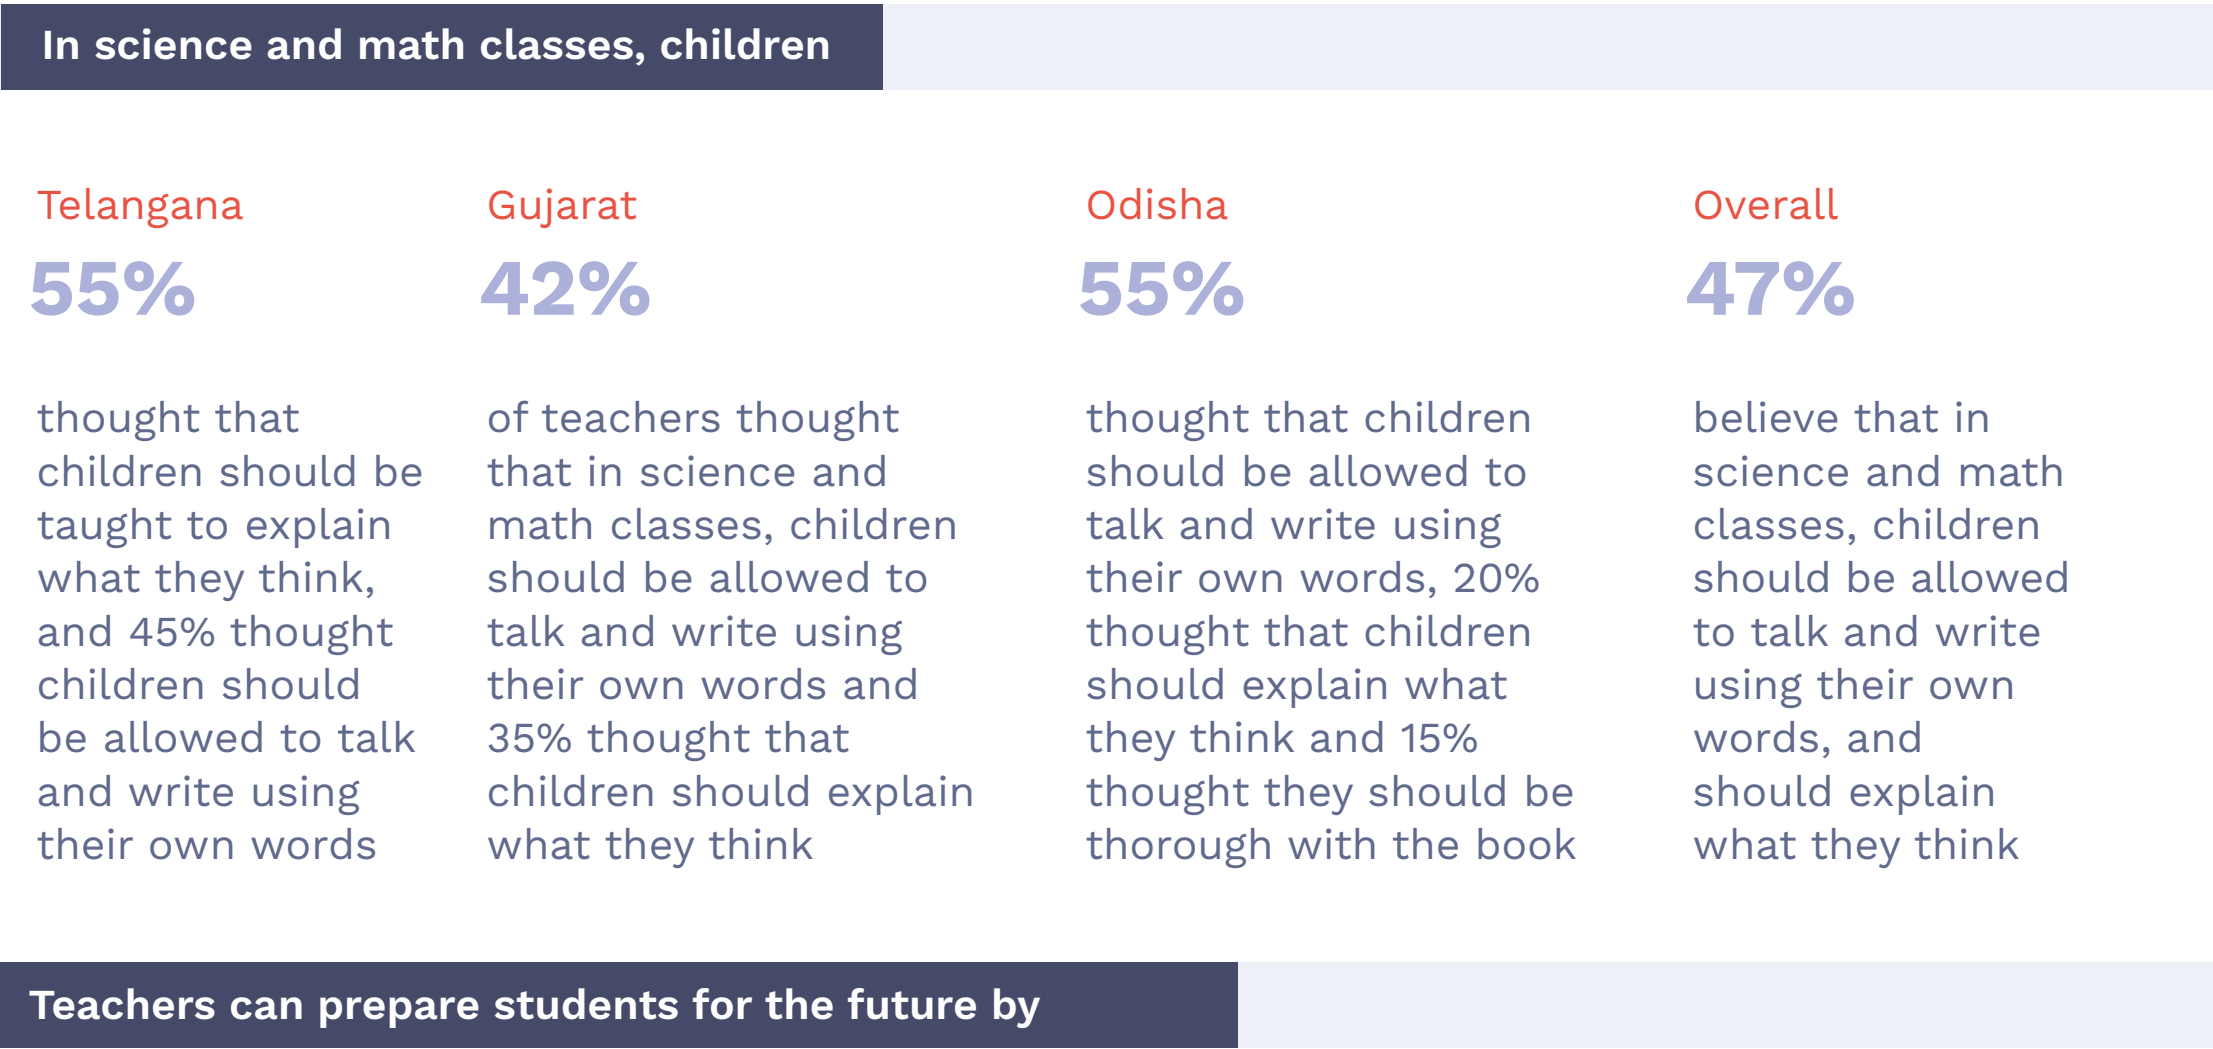 In science and math classes, children
Telangana
55%
thought that
children should be
taught to explain
what they think,
and 45% thought
children should
be allowed to talk
and write using
their own words
Gujarat
42%
of teachers thought
that in science and
math classes, children
should be allowed to
talk and write using
their own words and
35% thought that
children should explain
what they think
Odisha
55%
thought that children
should be allowed to
talk and write using
their own words, 20%
thought that children
should explain what
they think and 15%
thought they should be
thorough with the book
Overall
47%
believe that in
science and math
classes, children
should be allowed
to talk and write
using their own
words, and
should explain
what they think
Teachers can prepare students for the future by